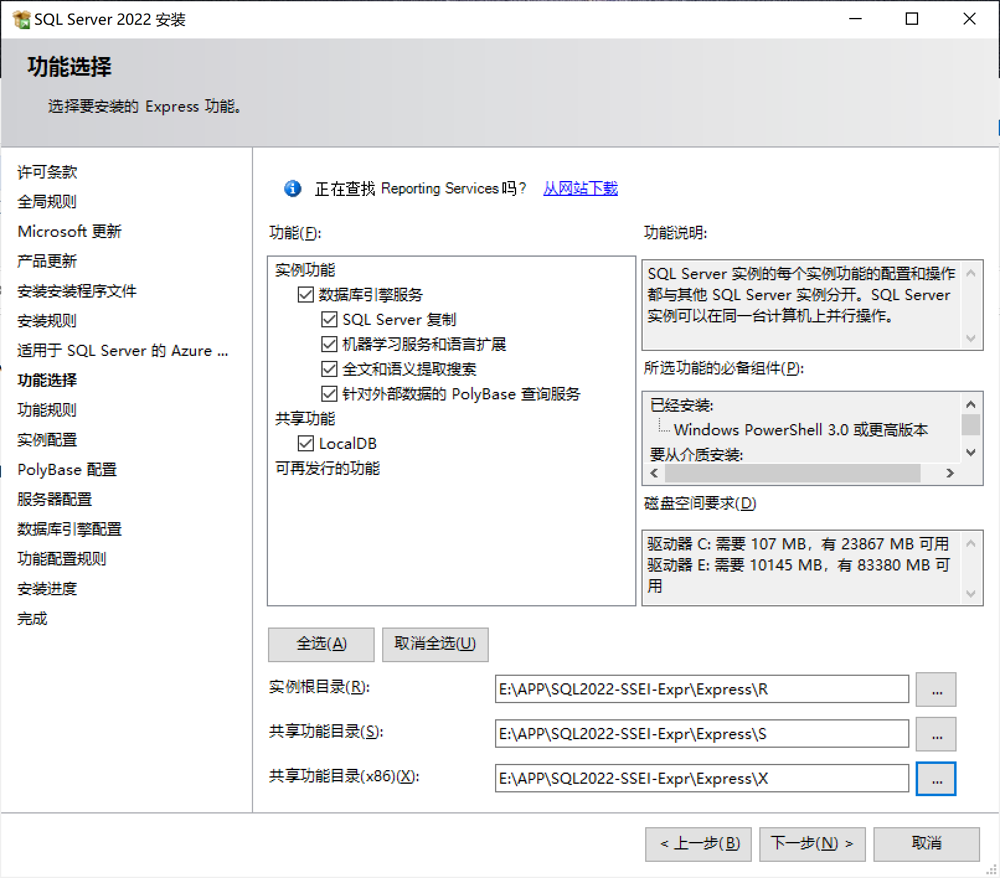 SQL Server 2022 安装
功能选择
选择要安装的 Express 功能。
许可条款
全局规则
Microsoft 更新
产品更新
安装安装程序文件
安装规则
适用于 SQL Server 的 Azure ...
功能选择
功能规则
实例配置
PolyBase 配置
服务器配置
数据库引擎配置
功能配置规则
安装进度
完成
正在查找 Reporting Services吗? 从网站下载
功能(F):
实例功能
数据库引擎服务
SQL Server 复制
机器学习服务和语言扩展
全文和语义提取搜索
针对外部数据的 PolyBase 查询服务
共享功能
LocalDB
可再发行的功能
功能说明:
SQL Server 实例的每个实例功能的配置和操作
都与其他 SQL Server 实例分开。SQL Server
实例可以在同一台计算机上并行操作。
所选功能的必备组件(P):
已经安装:
Windows PowerShell 3.0 或更高版本
要从介质安装:
磁盘空间要求(D)
驱动器 C: 需要 107 MB，有 23867 MB 可用
驱动器 E: 需要 10145 MB，有 83380 MB 可
用
全选(A) 取消全选(U)
实例根目录(R): E:\APP\SQL2022-SSEI-Expr\Express\R ...
共享功能目录(S): E:\APP\SQL2022-SSEI-Expr\Express\S ...
共享功能目录(x86)(X): E:\APP\SQL2022-SSEI-Expr\Express\X ...
< 上一步(B) 下一步(N) > 取消